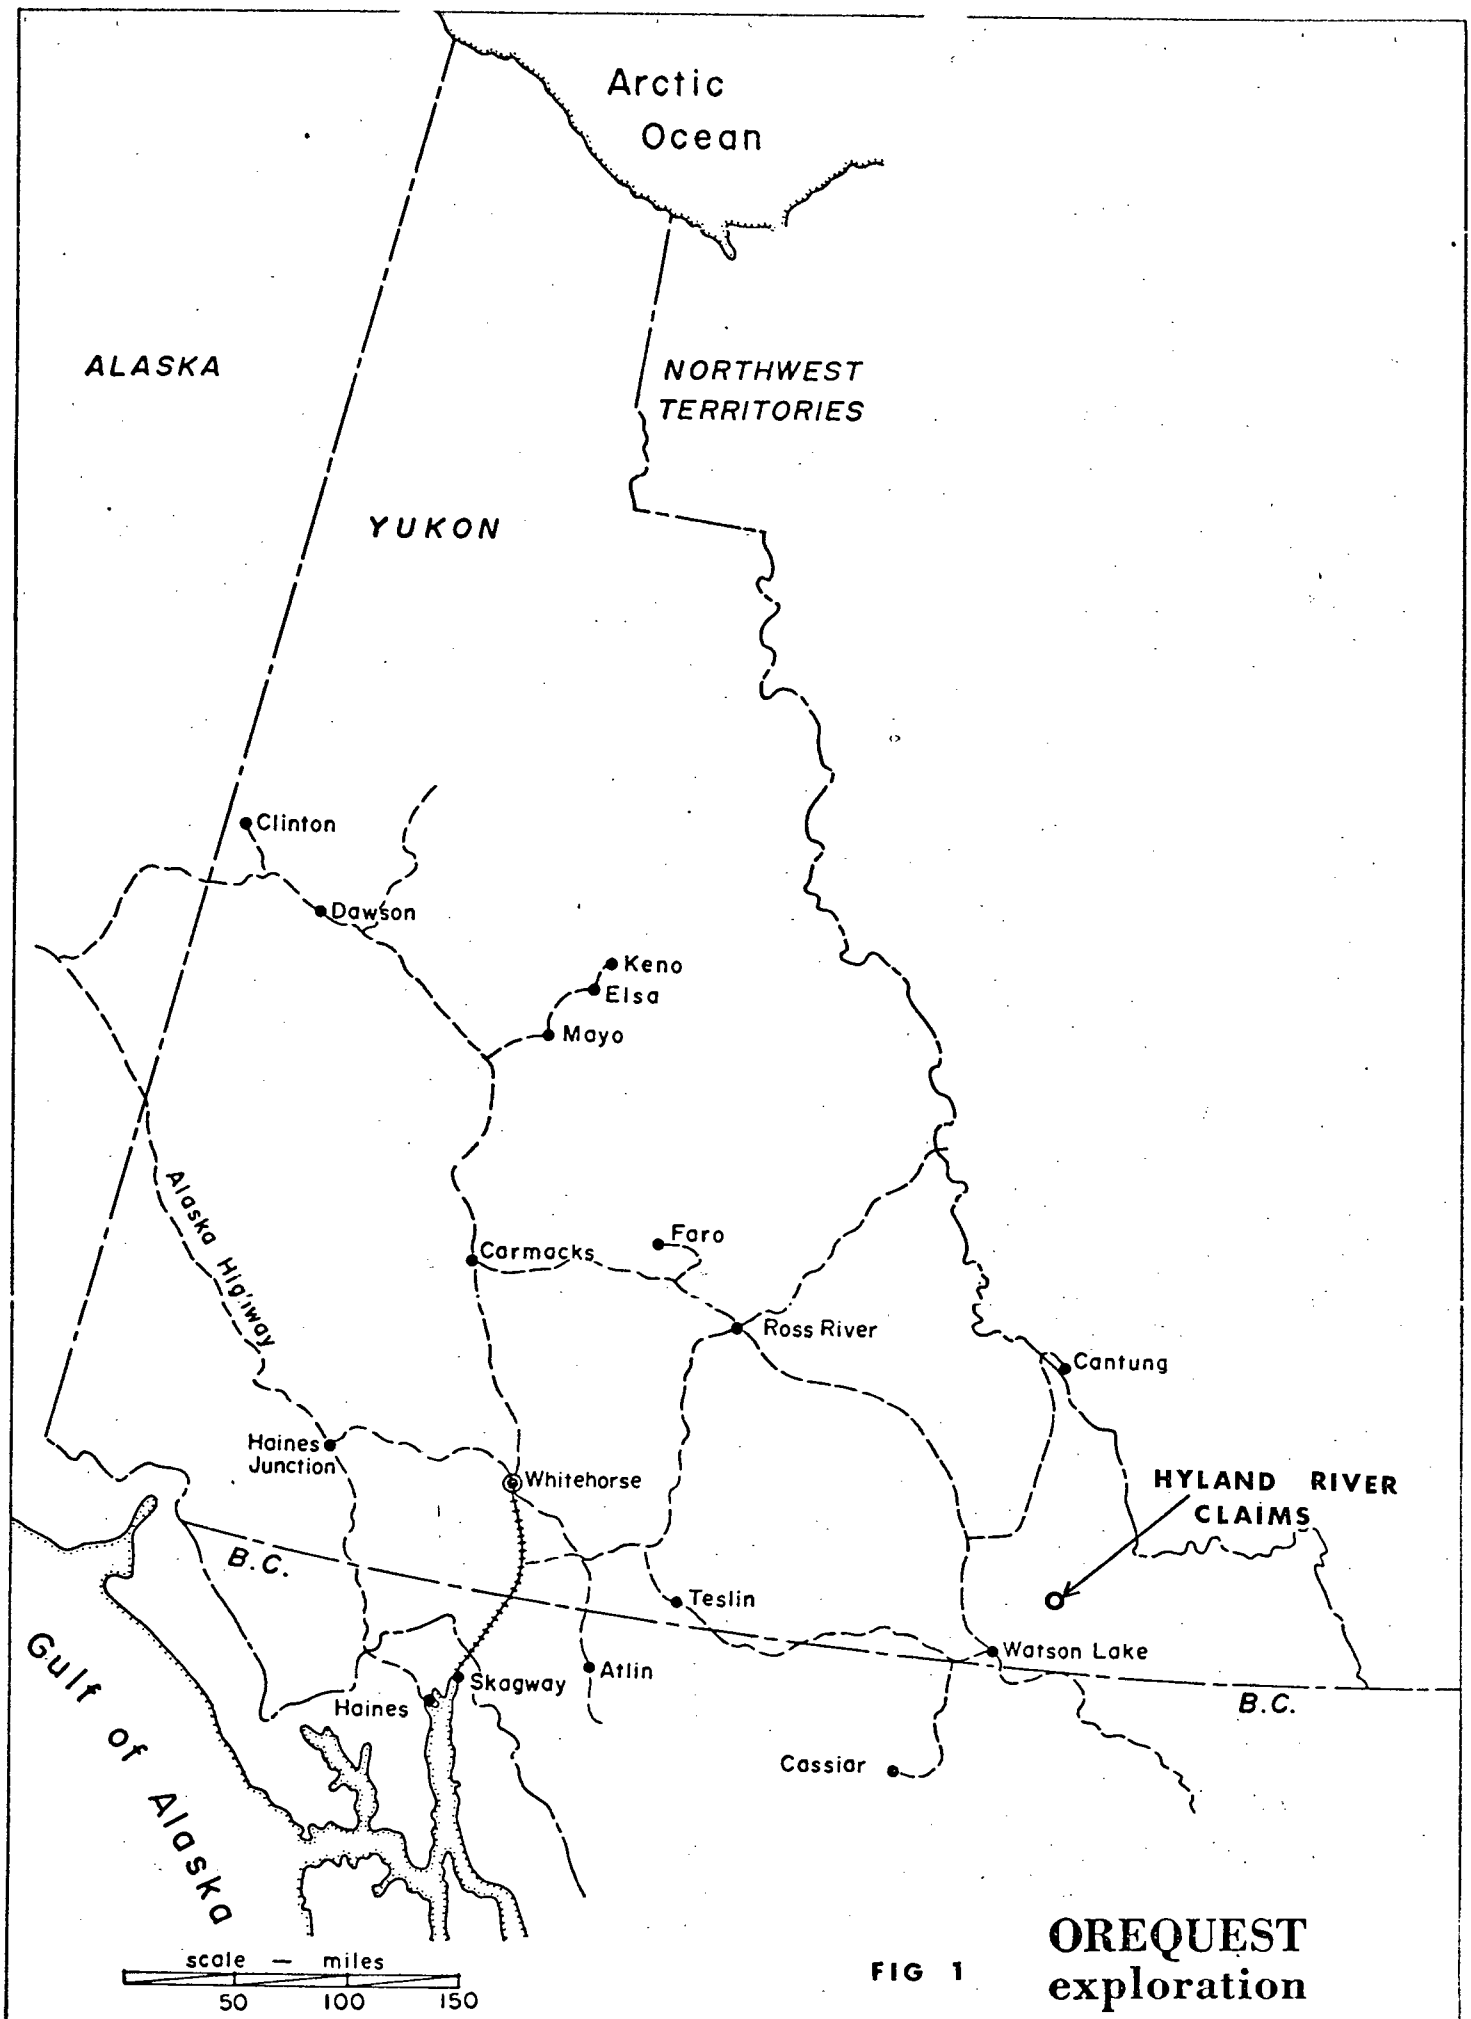 Arctic
Ocean
ALASKA
NORTHWEST
TERRITORIES
YUKON
Clinton
Dawson
Keno
Elsa
Mayo
Alaska Hig'iway
Faro
Carmacks
Ross River
Cantung
Haines
Junction
Whitehorse
HYLAND RIVER
CLAIMS
B.C.
Teslin
Watson Lake
Atlin
Skagway
Haines
B.C.
Gulf of Alaska
Cassiar
scale — miles
50 100 150
FIG 1
OREQUEST
exploration